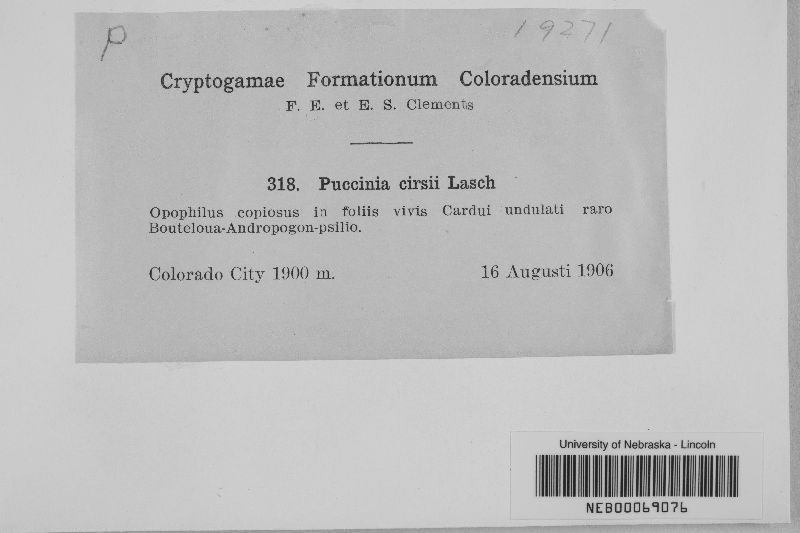 P
19271
Cryptogamae Formationum Coloradensium
F. E. et E. S. Clements
318. Puccinia cirsii Lasch
Opophilus copiosus in foliis vivis Cardui undulati raro
Bouteloua-Andropogon-psilio.
Colorado City 1900 m. 16 Augusti 1906
University of Nebraska - Lincoln
NEB00069076